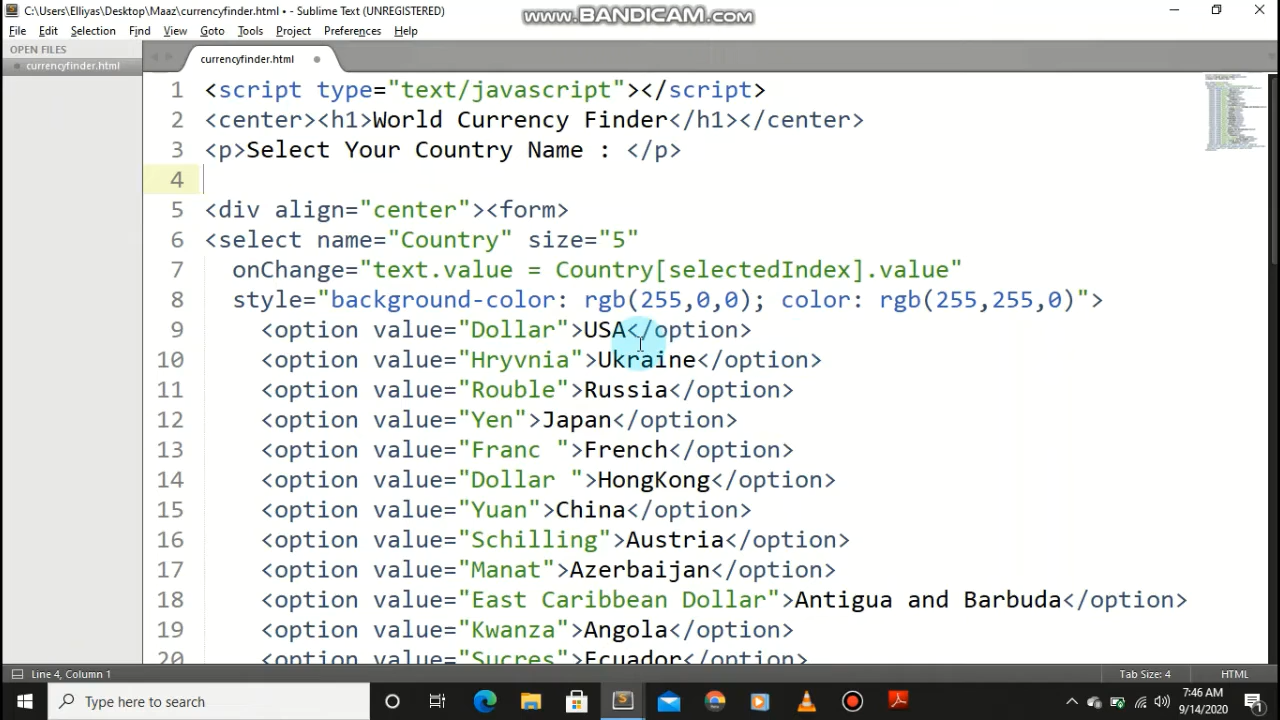 C:\Users\Elliyas\Desktop\Maaz\currencyfinder.html • - Sublime Text (UNREGISTERED)
www.BANDICAM.com
File Edit Selection Find View Goto Tools Project Preferences Help
OPEN FILES
currencyfinder.html
currencyfinder.html
1 <script type="text/javascript"></script>
2 <center><h1>World Currency Finder</h1></center>
3 <p>Select Your Country Name : </p>
4
5 <div align="center"><form>
6 <select name="Country" size="5"
7 onChange="text.value = Country[selectedIndex].value"
8 style="background-color: rgb(255,0,0); color: rgb(255,255,0)">
9 <option value="Dollar">USA</option>
10 <option value="Hryvnia">Ukraine</option>
11 <option value="Rouble">Russia</option>
12 <option value="Yen">Japan</option>
13 <option value="Franc ">French</option>
14 <option value="Dollar ">HongKong</option>
15 <option value="Yuan">China</option>
16 <option value="Schilling">Austria</option>
17 <option value="Manat">Azerbaijan</option>
18 <option value="East Caribbean Dollar">Antigua and Barbuda</option>
19 <option value="Kwanza">Angola</option>
20 <option value="Sucres">Ecuador</option>
Line 4, Column 1 Tab Size: 4 HTML
Type here to search
7:46 AM
9/14/2020
1